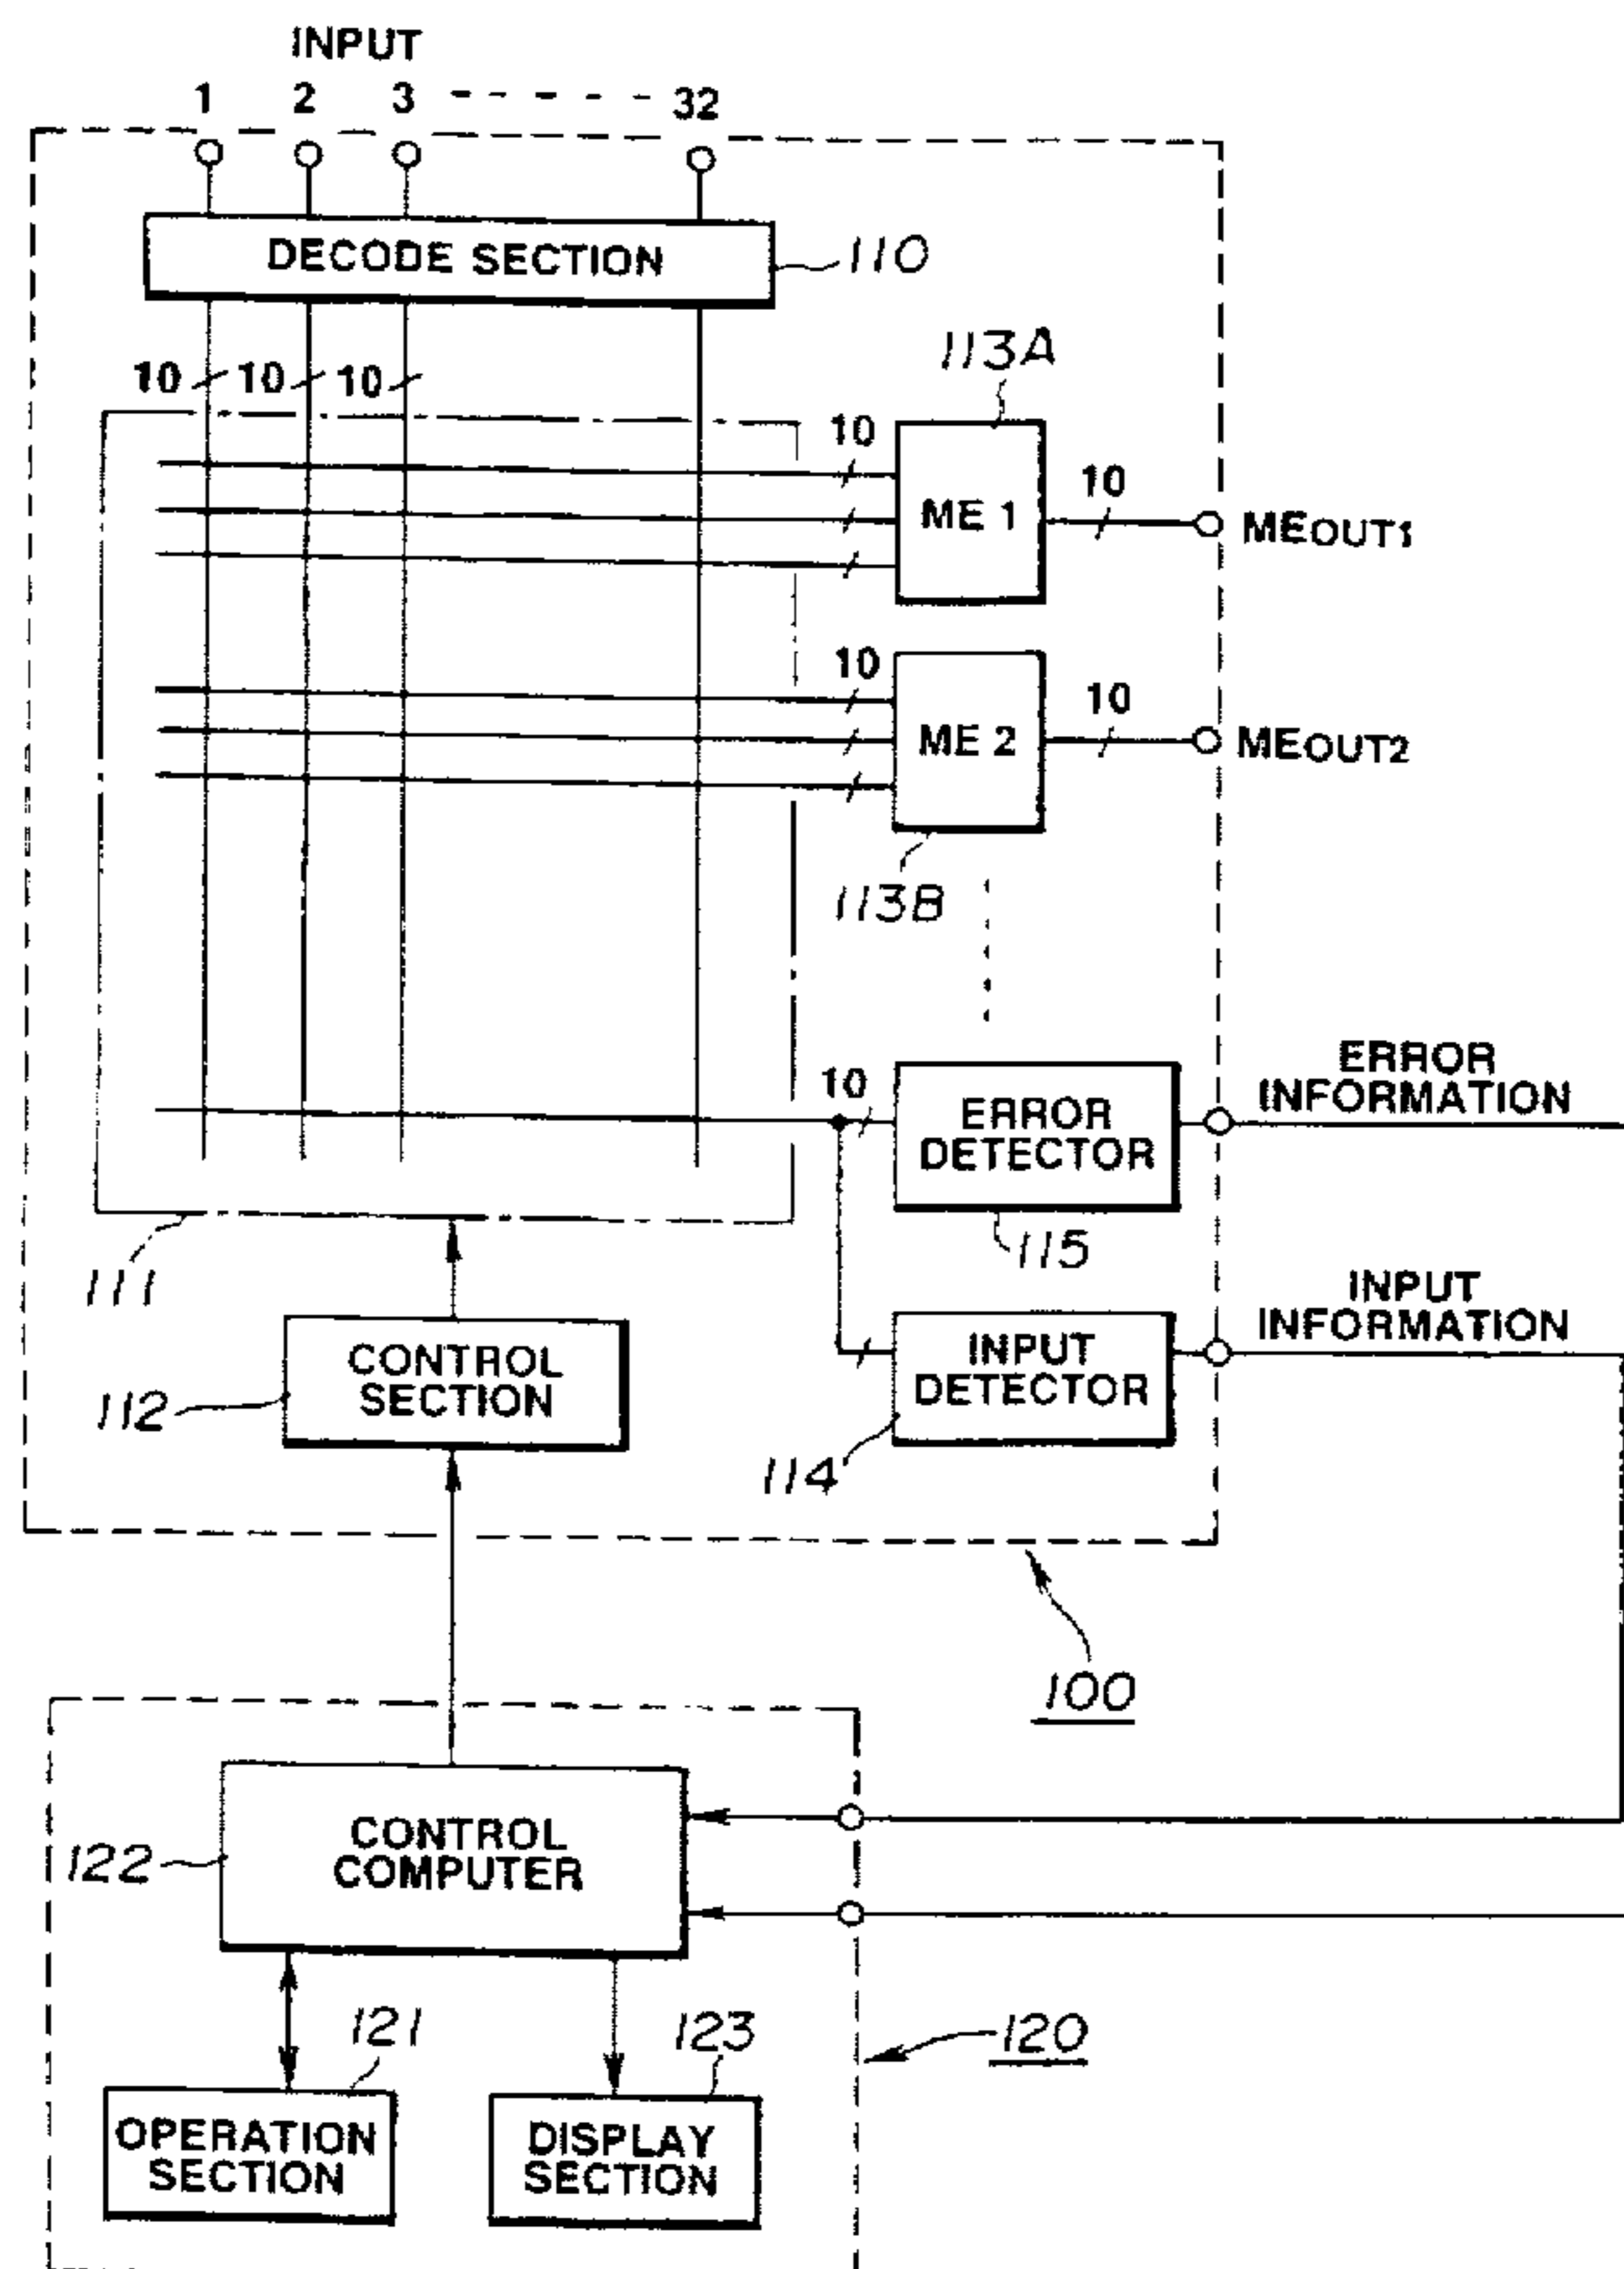 INPUT
1 2 3 - - - - - 32
DECODE SECTION
110
10 10 10
113A
10
ME 1
10
MEOUT1
10
ME 2
10
MEOUT2
113B
10
ERROR
DETECTOR
ERROR
INFORMATION
115
111
CONTROL
SECTION
112
INPUT
DETECTOR
INPUT
INFORMATION
114
100
CONTROL
COMPUTER
122
121
123
120
OPERATION
SECTION
DISPLAY
SECTION